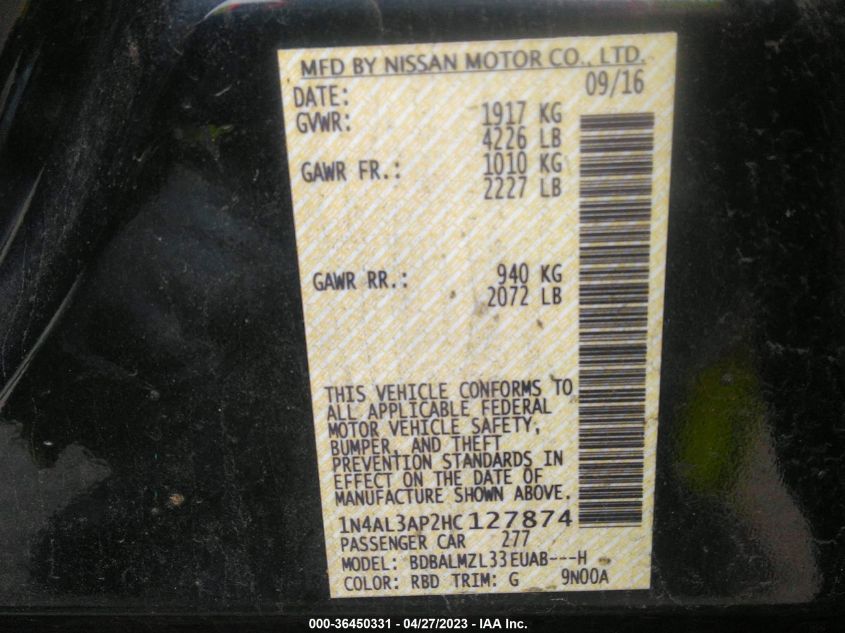 MFD BY NISSAN MOTOR CO., LTD.
DATE: 09/16
GVWR: 1917 KG
4226 LB
GAWR FR.: 1010 KG
2227 LB
GAWR RR.: 940 KG
2072 LB
THIS VEHICLE CONFORMS TO
ALL APPLICABLE FEDERAL
MOTOR VEHICLE SAFETY,
BUMPER, AND THEFT
PREVENTION STANDARDS IN
EFFECT ON THE DATE OF
MANUFACTURE SHOWN ABOVE.
1N4AL3AP2HC127874
PASSENGER CAR 277
MODEL: BDBALMZL33EUAB---H
COLOR: RBD TRIM: G 9N00A
000-36450331 - 04/27/2023 - IAA Inc.